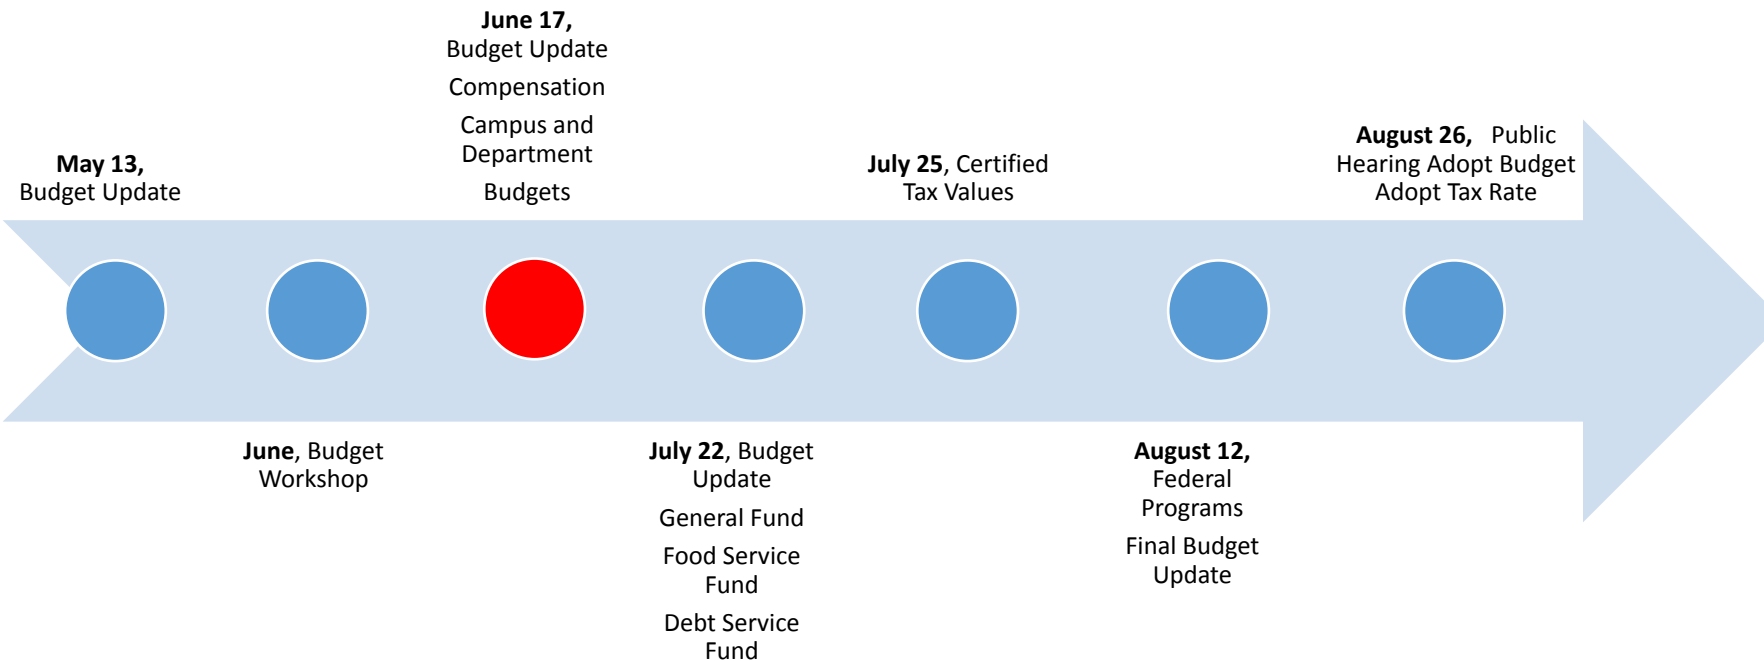 May 13,
Budget Update
June, Budget
Workshop
June 17,
Budget Update
Compensation
Campus and
Department
Budgets
July 22, Budget
Update
General Fund
Food Service
Fund
Debt Service
Fund
July 25, Certified
Tax Values
August 12,
Federal
Programs
Final Budget
Update
August 26, Public
Hearing Adopt Budget
Adopt Tax Rate